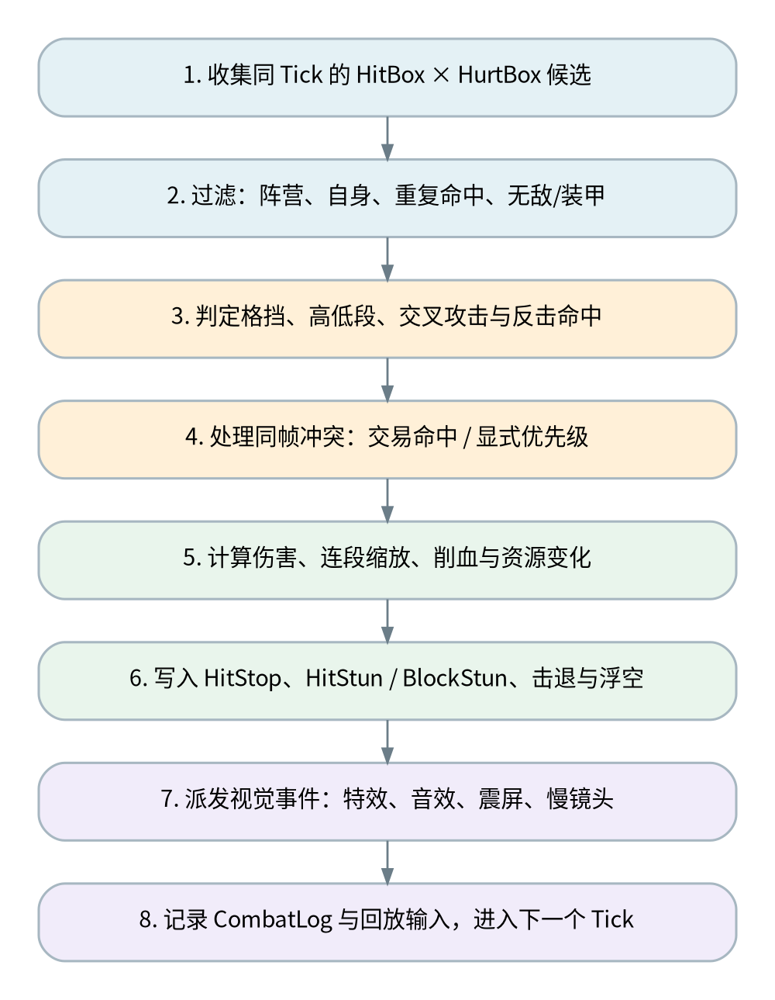 1. 收集同 Tick 的 HitBox × HurtBox 候选
2. 过滤：阵营、自身、重复命中、无敌/装甲
3. 判定格挡、高低段、交叉攻击与反击命中
4. 处理同帧冲突：交易命中 / 显式优先级
5. 计算伤害、连段缩放、削血与资源变化
6. 写入 HitStop、HitStun / BlockStun、击退与浮空
7. 派发视觉事件：特效、音效、震屏、慢镜头
8. 记录 CombatLog 与回放输入，进入下一个 Tick